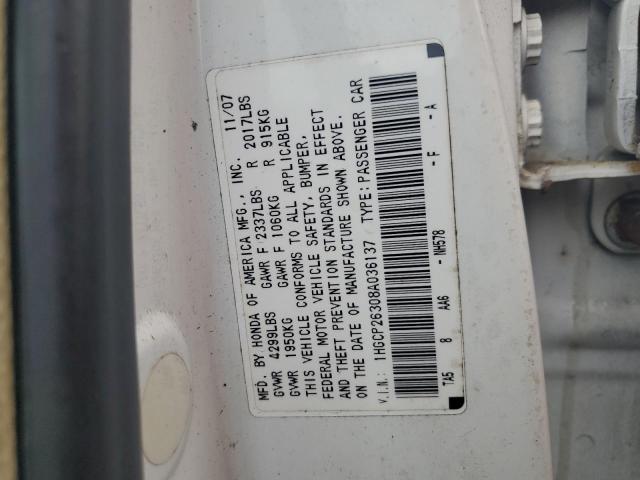 MFD. BY HONDA OF AMERICA MFG., INC. 11/07
GVWR 4299LBS GAWR F 2337LBS R 2017LBS
GVWR 1950KG GAWR F 1060KG R 915KG
THIS VEHICLE CONFORMS TO ALL APPLICABLE
FEDERAL MOTOR VEHICLE SAFETY, BUMPER,
AND THEFT PREVENTION STANDARDS IN EFFECT
ON THE DATE OF MANUFACTURE SHOWN ABOVE.
V.I.N.: 1HGCP26308A036137 TYPE: PASSENGER CAR
TA5 8 AA6 - NH578 - F - A